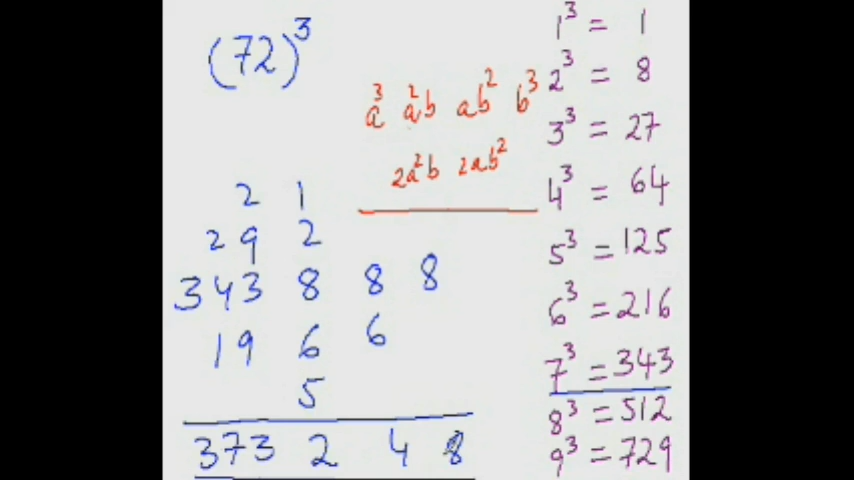 (72)³
a³ a²b ab² b³
2a²b 2ab²
2 1
2 9 2
343 8 8 8
19 6 6
5
373 2 4 8
1³ = 1
2³ = 8
3³ = 27
4³ = 64
5³ = 125
6³ = 216
7³ = 343
8³ = 512
9³ = 729